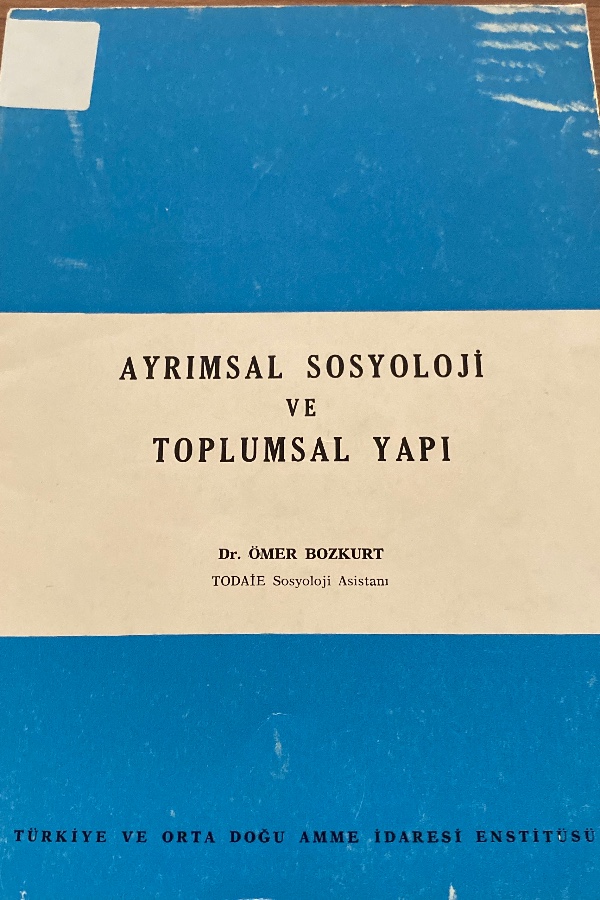 AYRIMSAL SOSYOLOJİ
VE
TOPLUMSAL YAPI
Dr. ÖMER BOZKURT
TODAİE Sosyoloji Asistanı
TÜRKİYE VE ORTA DOĞU AMME İDARESİ ENSTİTÜSÜ